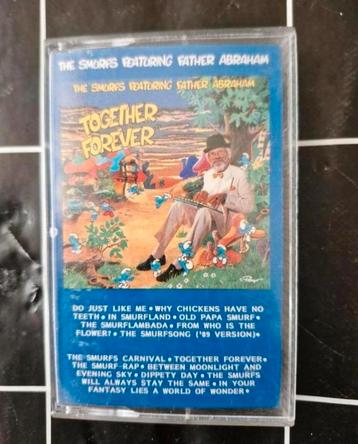 THE SMURFS FEATURING FATHER ABRAHAM
THE SMURFS FEATURING FATHER ABRAHAM
TOGETHER
FOREVER
DO JUST LIKE ME • WHY CHICKENS HAVE NO
TEETH • IN SMURFLAND • OLD PAPA SMURF •
THE SMURFLAMBADA • FROM WHO IS THE
FLOWER? • THE SMURFSONG ('89 VERSION) •
THE SMURFS CARNIVAL • TOGETHER FOREVER •
THE SMURF RAP • BETWEEN MOONLIGHT AND
EVENING SKY • DIPPETY DAY • THE SMURFS
WILL ALWAYS STAY THE SAME • IN YOUR
FANTASY LIES A WORLD OF WONDER •
Peyo